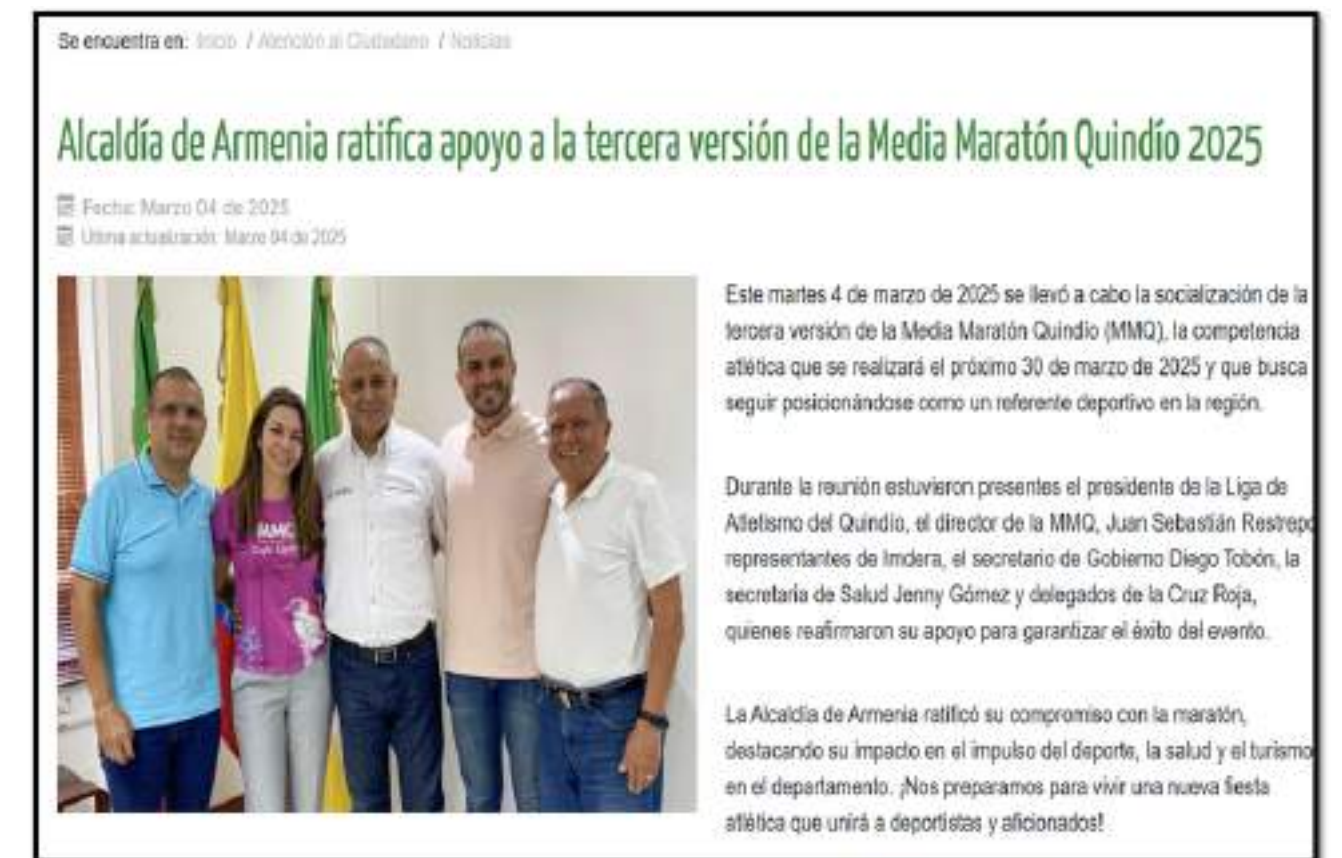 Se encuentra en: Inicio / Atención al Ciudadano / Noticias
Alcaldía de Armenia ratifica apoyo a la tercera versión de la Media Maratón Quindío 2025
Fecha: Marzo 04 de 2025
Última actualización: Marzo 04 de 2025
Este martes 4 de marzo de 2025 se llevó a cabo la socialización de la
tercera versión de la Media Maratón Quindío (MMQ), la competencia
atlética que se realizará el próximo 30 de marzo de 2025 y que busca
seguir posicionándose como un referente deportivo en la región.
Durante la reunión estuvieron presentes el presidente de la Liga de
Atletismo del Quindío, el director de la MMQ, Juan Sebastián Restrepo
representantes de Imdera, el secretario de Gobierno Diego Tobón, la
secretaria de Salud Jenny Gómez y delegados de la Cruz Roja,
quienes reafirmaron su apoyo para garantizar el éxito del evento.
La Alcaldía de Armenia ratificó su compromiso con la maratón,
destacando su impacto en el impulso del deporte, la salud y el turismo
en el departamento. ¡Nos preparamos para vivir una nueva fiesta
atlética que unirá a deportistas y aficionados!